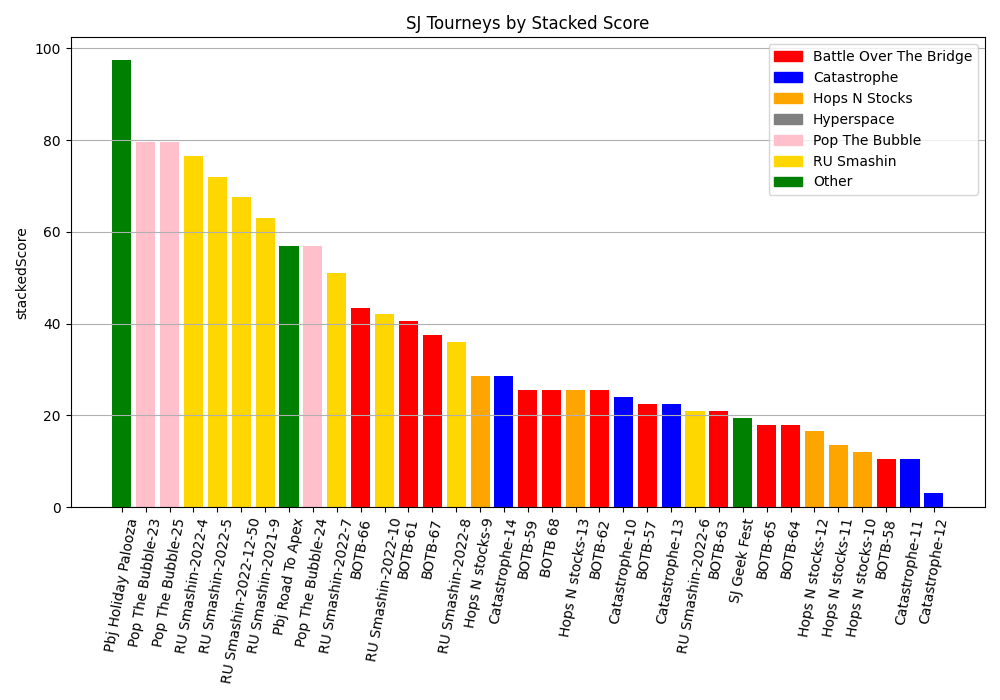 SJ Tourneys by Stacked Score
stackedScore
100
80
60
40
20
0
Battle Over The Bridge
Catastrophe
Hops N Stocks
Hyperspace
Pop The Bubble
RU Smashin
Other
Pbj Holiday Palooza
Pop The Bubble-23
Pop The Bubble-25
RU Smashin-2022-4
RU Smashin-2022-5
RU Smashin-2022-12-50
RU Smashin-2021-9
Pbj Road To Apex
Pop The Bubble-24
RU Smashin-2022-7
BOTB-66
RU Smashin-2022-10
BOTB-61
BOTB-67
RU Smashin-2022-8
Hops N stocks-9
Catastrophe-14
BOTB-59
BOTB 68
Hops N stocks-13
BOTB-62
Catastrophe-10
BOTB-57
Catastrophe-13
RU Smashin-2022-6
BOTB-63
SJ Geek Fest
BOTB-65
BOTB-64
Hops N stocks-12
Hops N stocks-11
Hops N stocks-10
BOTB-58
Catastrophe-11
Catastrophe-12